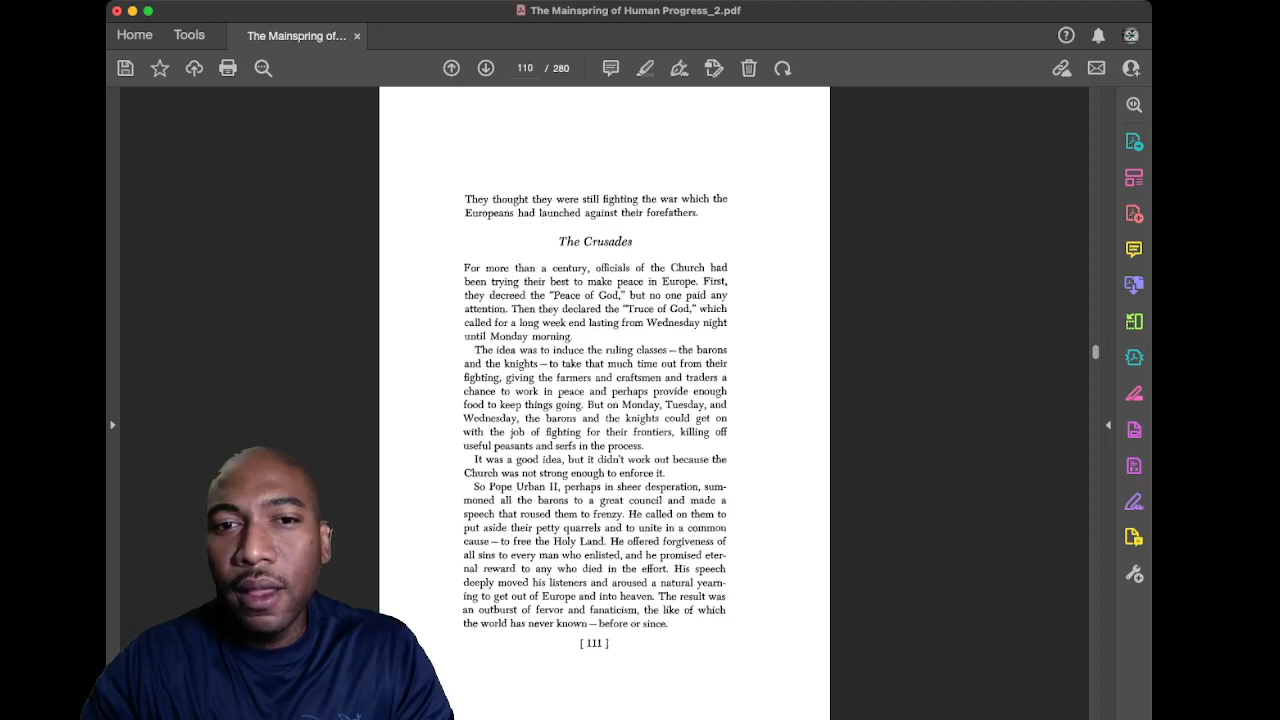 The Mainspring of Human Progress_2.pdf
Home
Tools
The Mainspring of...
110 / 280
They thought they were still fighting the war which the
Europeans had launched against their forefathers.
The Crusades
For more than a century, officials of the Church had
been trying their best to make peace in Europe. First,
they decreed the “Peace of God,” but no one paid any
attention. Then they declared the “Truce of God,” which
called for a long week end lasting from Wednesday night
until Monday morning.
The idea was to induce the ruling classes—the barons
and the knights—to take that much time out from their
fighting, giving the farmers and craftsmen and traders a
chance to work in peace and perhaps provide enough
food to keep things going. But on Monday, Tuesday, and
Wednesday, the barons and the knights could get on
with the job of fighting for their frontiers, killing off
useful peasants and serfs in the process.
It was a good idea, but it didn't work out because the
Church was not strong enough to enforce it.
So Pope Urban II, perhaps in sheer desperation, sum-
moned all the barons to a great council and made a
speech that roused them to frenzy. He called on them to
put aside their petty quarrels and to unite in a common
cause—to free the Holy Land. He offered forgiveness of
all sins to every man who enlisted, and he promised eter-
nal reward to any who died in the effort. His speech
deeply moved his listeners and aroused a natural yearn-
ing to get out of Europe and into heaven. The result was
an outburst of fervor and fanaticism, the like of which
the world has never known—before or since.
[ 111 ]